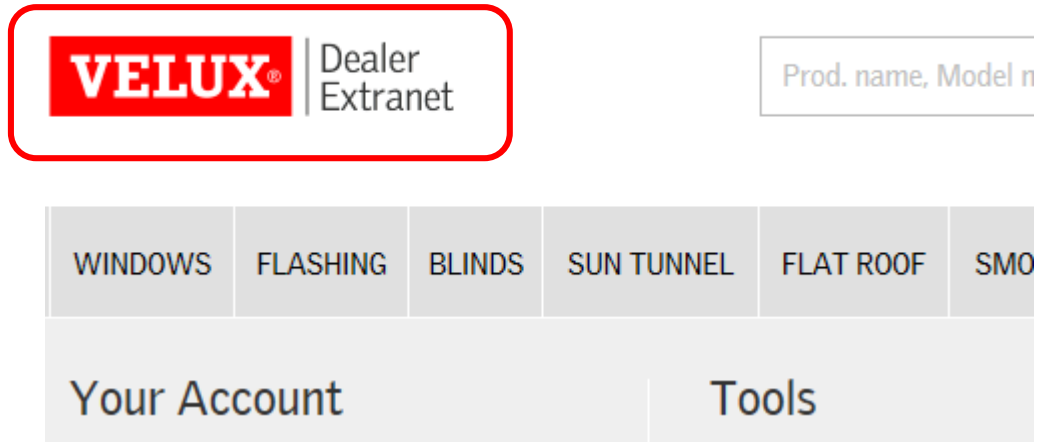 VELUX®
Dealer
Extranet
Prod. name, Model n
WINDOWS FLASHING BLINDS SUN TUNNEL FLAT ROOF SMO
Your Account
Tools